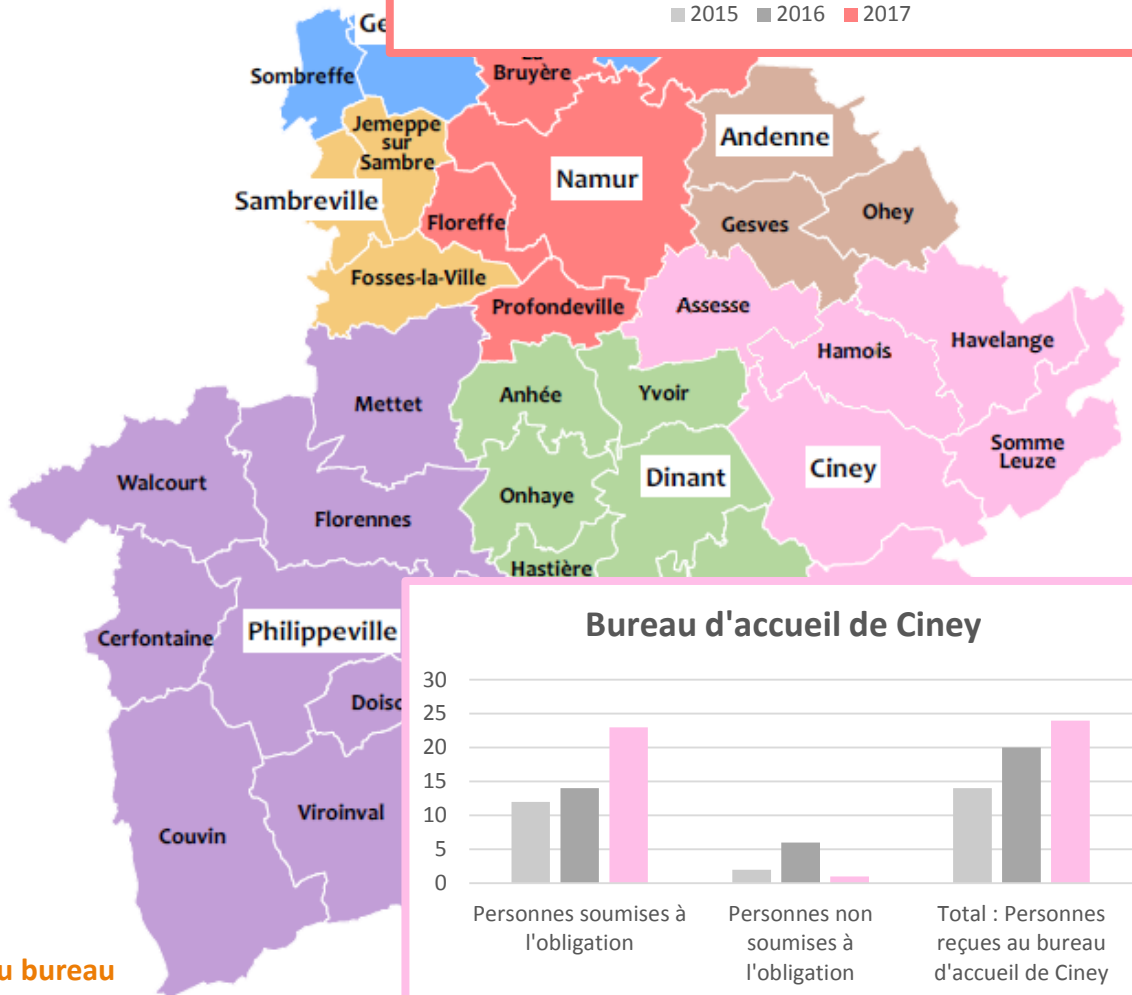 2015 2016 2017
Ge
Sombreffe
Bruyère
Jemeppe
sur
Sambre
Andenne
Namur
Sambreville
Floreffe
Gesves
Ohey
Fosses-la-Ville
Profondeville
Assesse
Hamois
Havelange
Mettet
Anhée
Yvoir
Walcourt
Onhaye
Dinant
Ciney
Somme
Leuze
Florennes
Hastière
Cerfontaine
Philippeville
Doisc
Viroinval
Couvin
Bureau d'accueil de Ciney
30
25
20
15
10
5
0
Personnes soumises à
l'obligation
Personnes non
soumises à
l'obligation
Total : Personnes
reçues au bureau
d'accueil de Ciney
u bureau